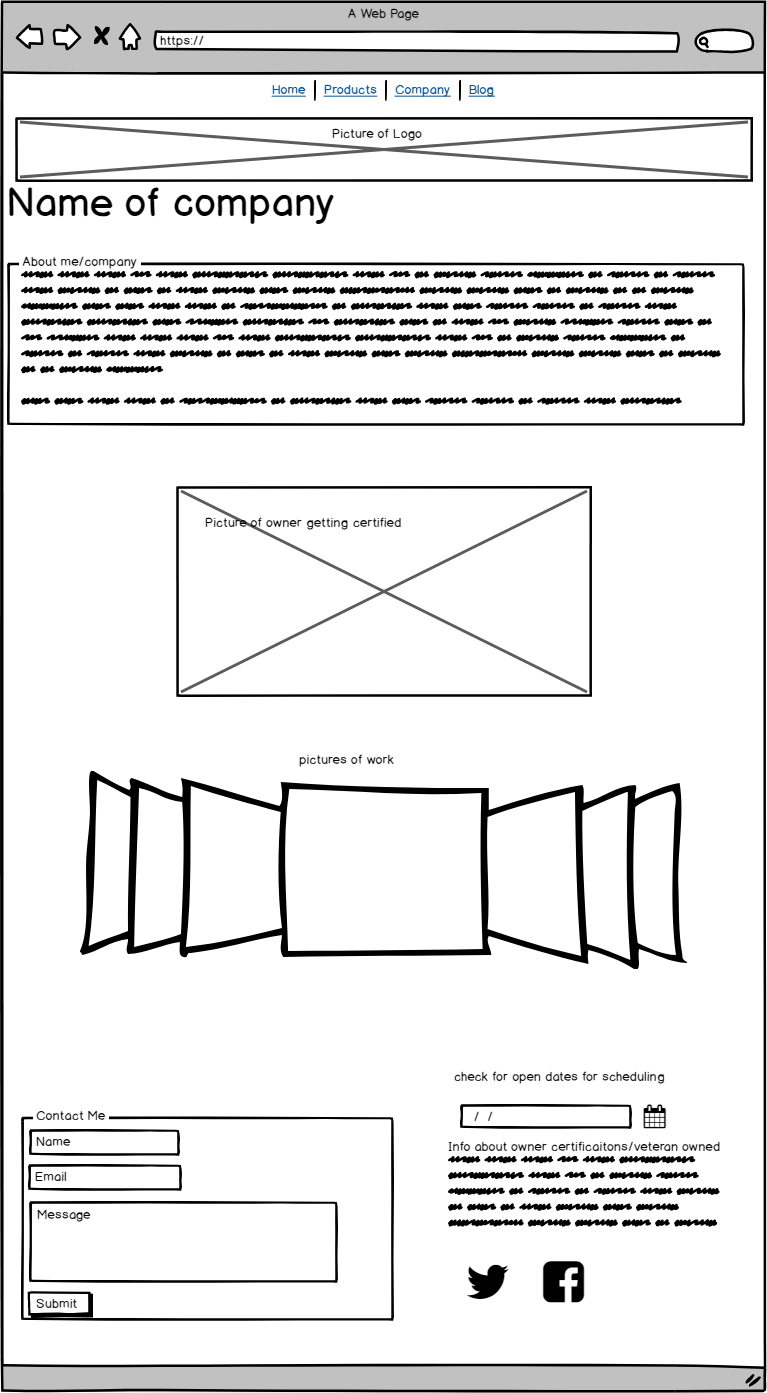 A Web Page
https://
Home Products Company Blog
Picture of Logo
Name of company
About me/company
Picture of owner getting certified
pictures of work
check for open dates for scheduling
/ /
Contact Me
Name
Email
Message
Submit
Info about owner certificaitons/veteran owned